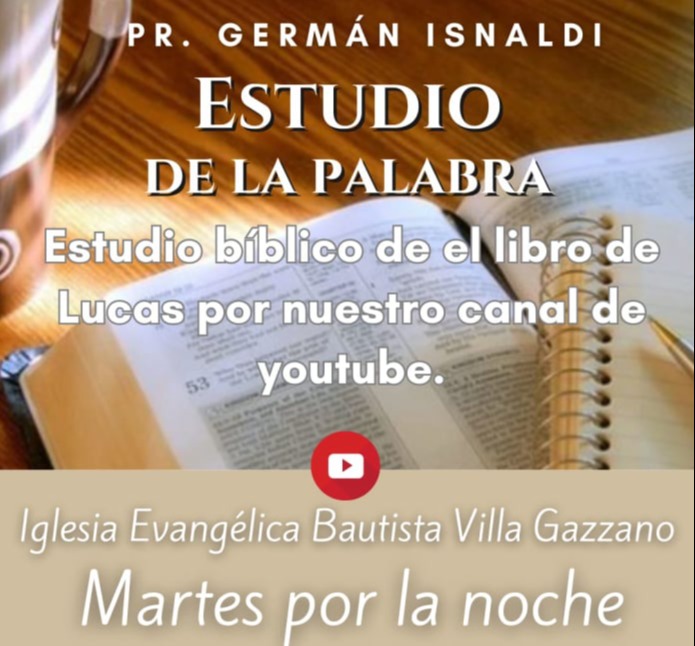 PR. GERMÁN ISNALDI
ESTUDIO
DE LA PALABRA
Estudio bíblico de el libro de
Lucas por nuestro canal de
youtube.
53
Iglesia Evangélica Bautista Villa Gazzano
Martes por la noche